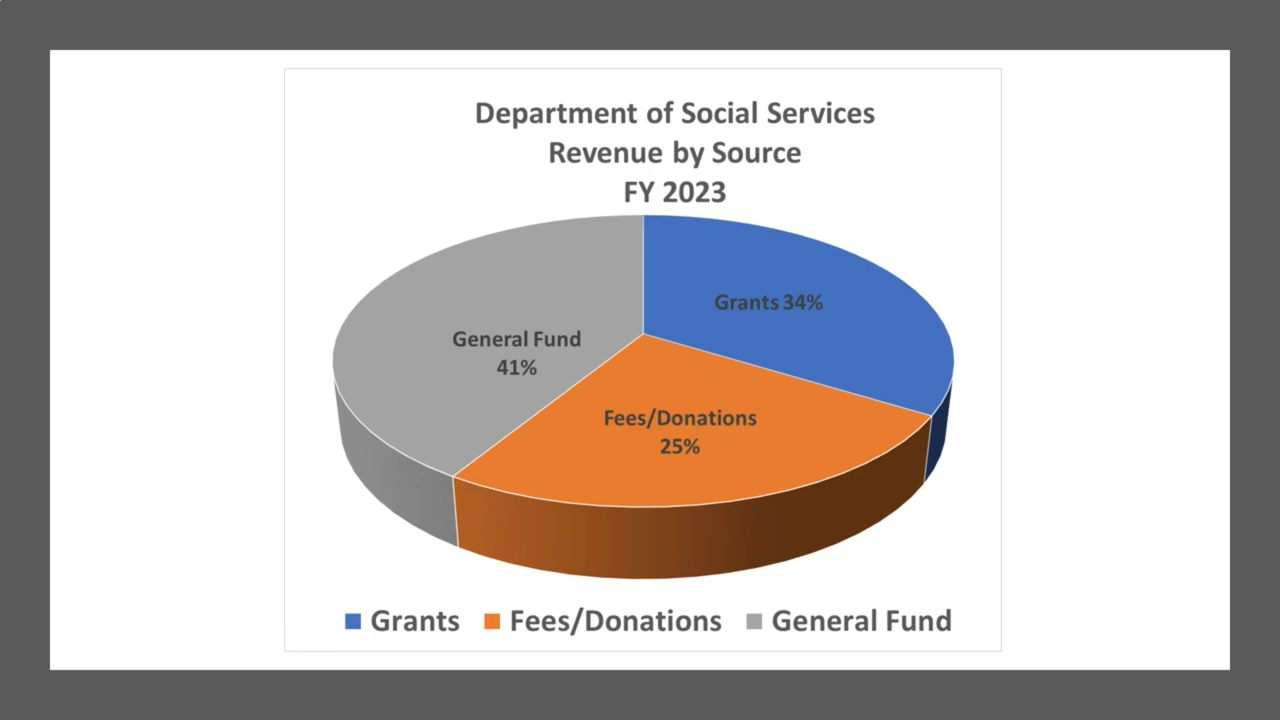 Department of Social Services
Revenue by Source
FY 2023
Grants 34%
General Fund
41%
Fees/Donations
25%
Grants Fees/Donations General Fund